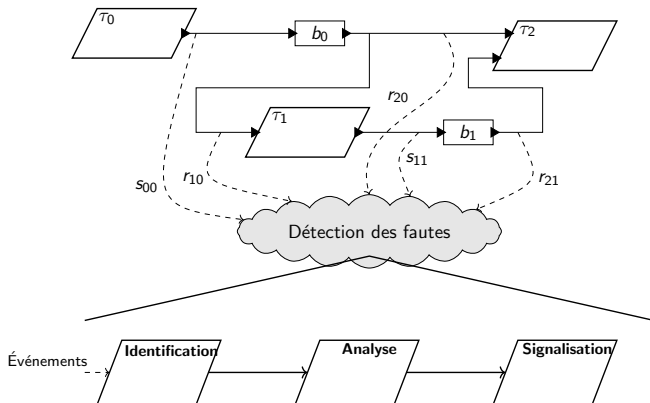 τ0
b0
τ2
r20
τ1
b1
s11
r10
s00
r21
Détection des fautes
Identification
Analyse
Signalisation
Événements